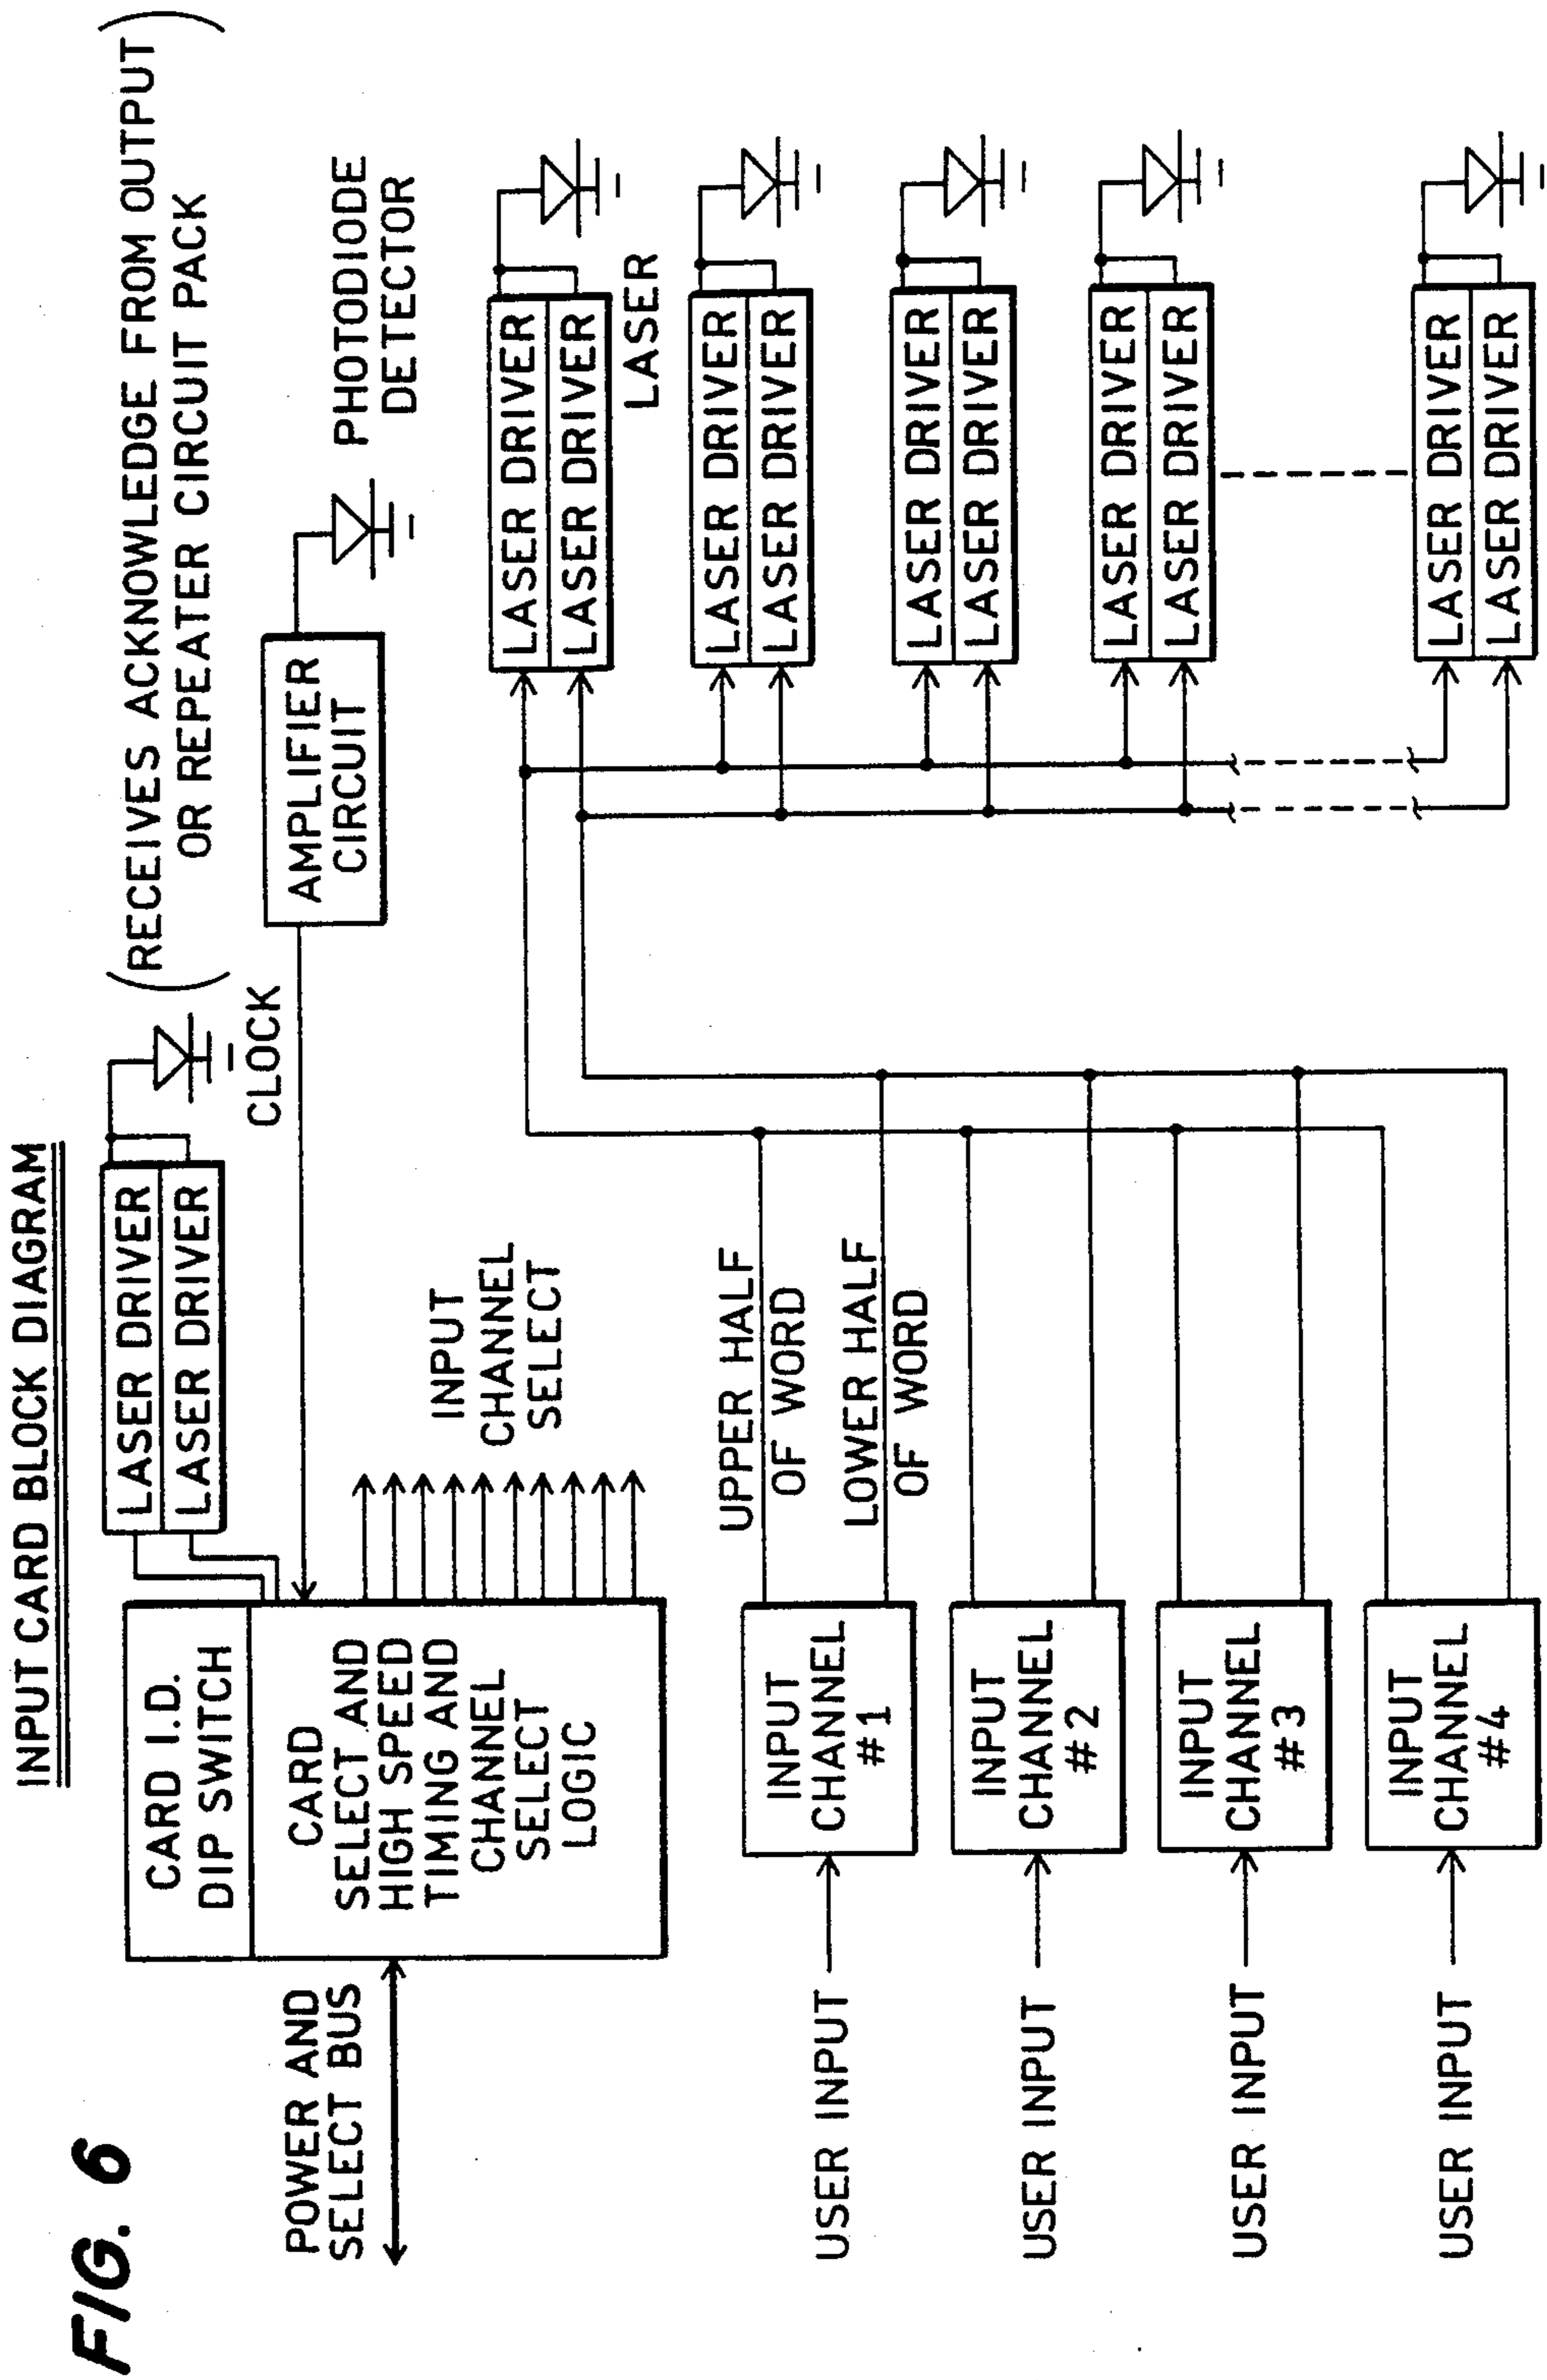 FIG. 6
INPUT CARD BLOCK DIAGRAM
POWER AND
SELECT BUS
CARD I.D.
DIP SWITCH
CARD
SELECT AND
HIGH SPEED
TIMING AND
CHANNEL
SELECT
LOGIC
LASER DRIVER
LASER DRIVER
CLOCK
(RECEIVES ACKNOWLEDGE FROM OUTPUT
OR REPEATER CIRCUIT PACK)
AMPLIFIER
CIRCUIT
PHOTODIODE
DETECTOR
INPUT
CHANNEL
SELECT
LASER DRIVER
LASER DRIVER
LASER
LASER DRIVER
LASER DRIVER
LASER DRIVER
LASER DRIVER
LASER DRIVER
LASER DRIVER
LASER DRIVER
LASER DRIVER
UPPER HALF
OF WORD
LOWER HALF
OF WORD
USER INPUT
INPUT
CHANNEL
#1
USER INPUT
INPUT
CHANNEL
#2
USER INPUT
INPUT
CHANNEL
#3
USER INPUT
INPUT
CHANNEL
#4